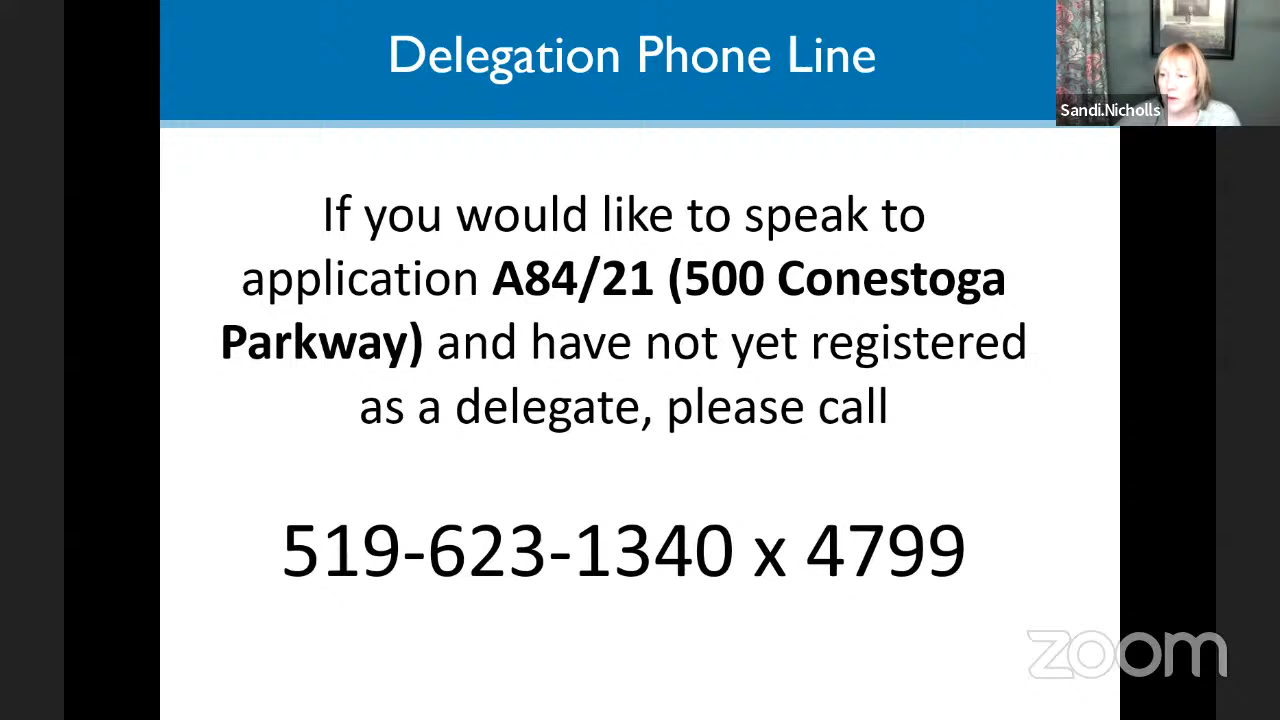 Delegation Phone Line
Sandi.Nicholls
If you would like to speak to
application A84/21 (500 Conestoga
Parkway) and have not yet registered
as a delegate, please call
519-623-1340 x 4799
zoom